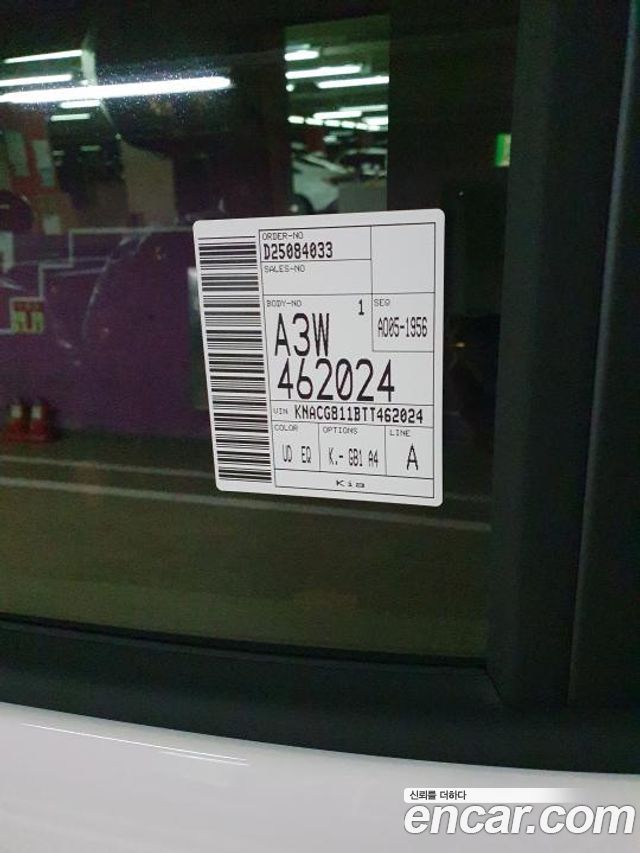 ORDER-NO
D25084033
SALES-NO
BODY-NO 1
A3W
462024
SEQ
A005-1956
VIN KNACG811BTT462024
COLOR OPTIONS LINE
UD EQ K.- GB1 A4 A
Kia
신뢰를 더하다
encar.com